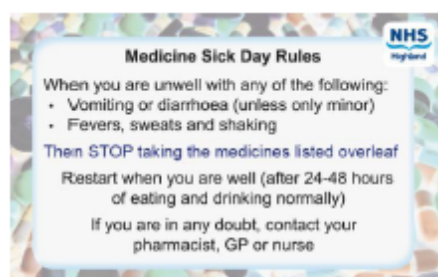 NHS
Highland
Medicine Sick Day Rules
When you are unwell with any of the following:
• Vomiting or diarrhoea (unless only minor)
• Fevers, sweats and shaking
Then STOP taking the medicines listed overleaf
Restart when you are well (after 24-48 hours
of eating and drinking normally)
If you are in any doubt, contact your
pharmacist, GP or nurse